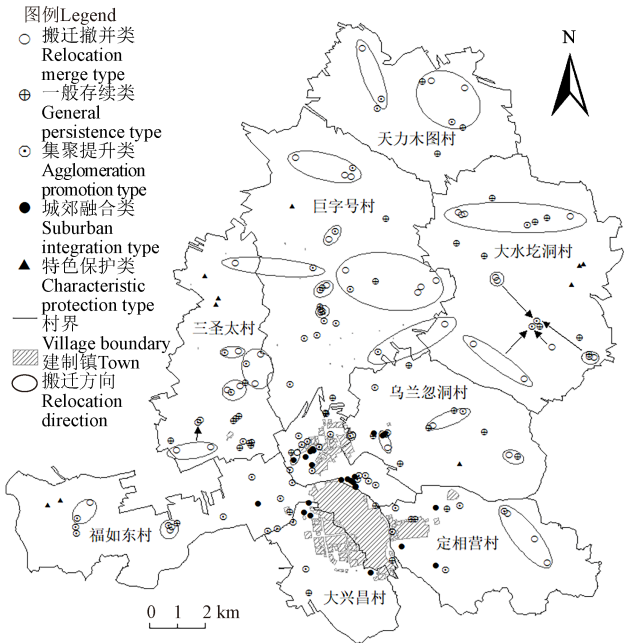 图例Legend
搬迁撤并类
Relocation
merge type
一般存续类
General
persistence type
集聚提升类
Agglomeration
promotion type
城郊融合类
Suburban
integration type
特色保护类
Characteristic
protection type
村界
Village boundary
建制镇Town
搬迁方向
Relocation
direction
N
天力木图村
巨字号村
大水圪洞村
三圣太村
乌兰忽洞村
福如东村
定相营村
大兴昌村
0 1 2 km